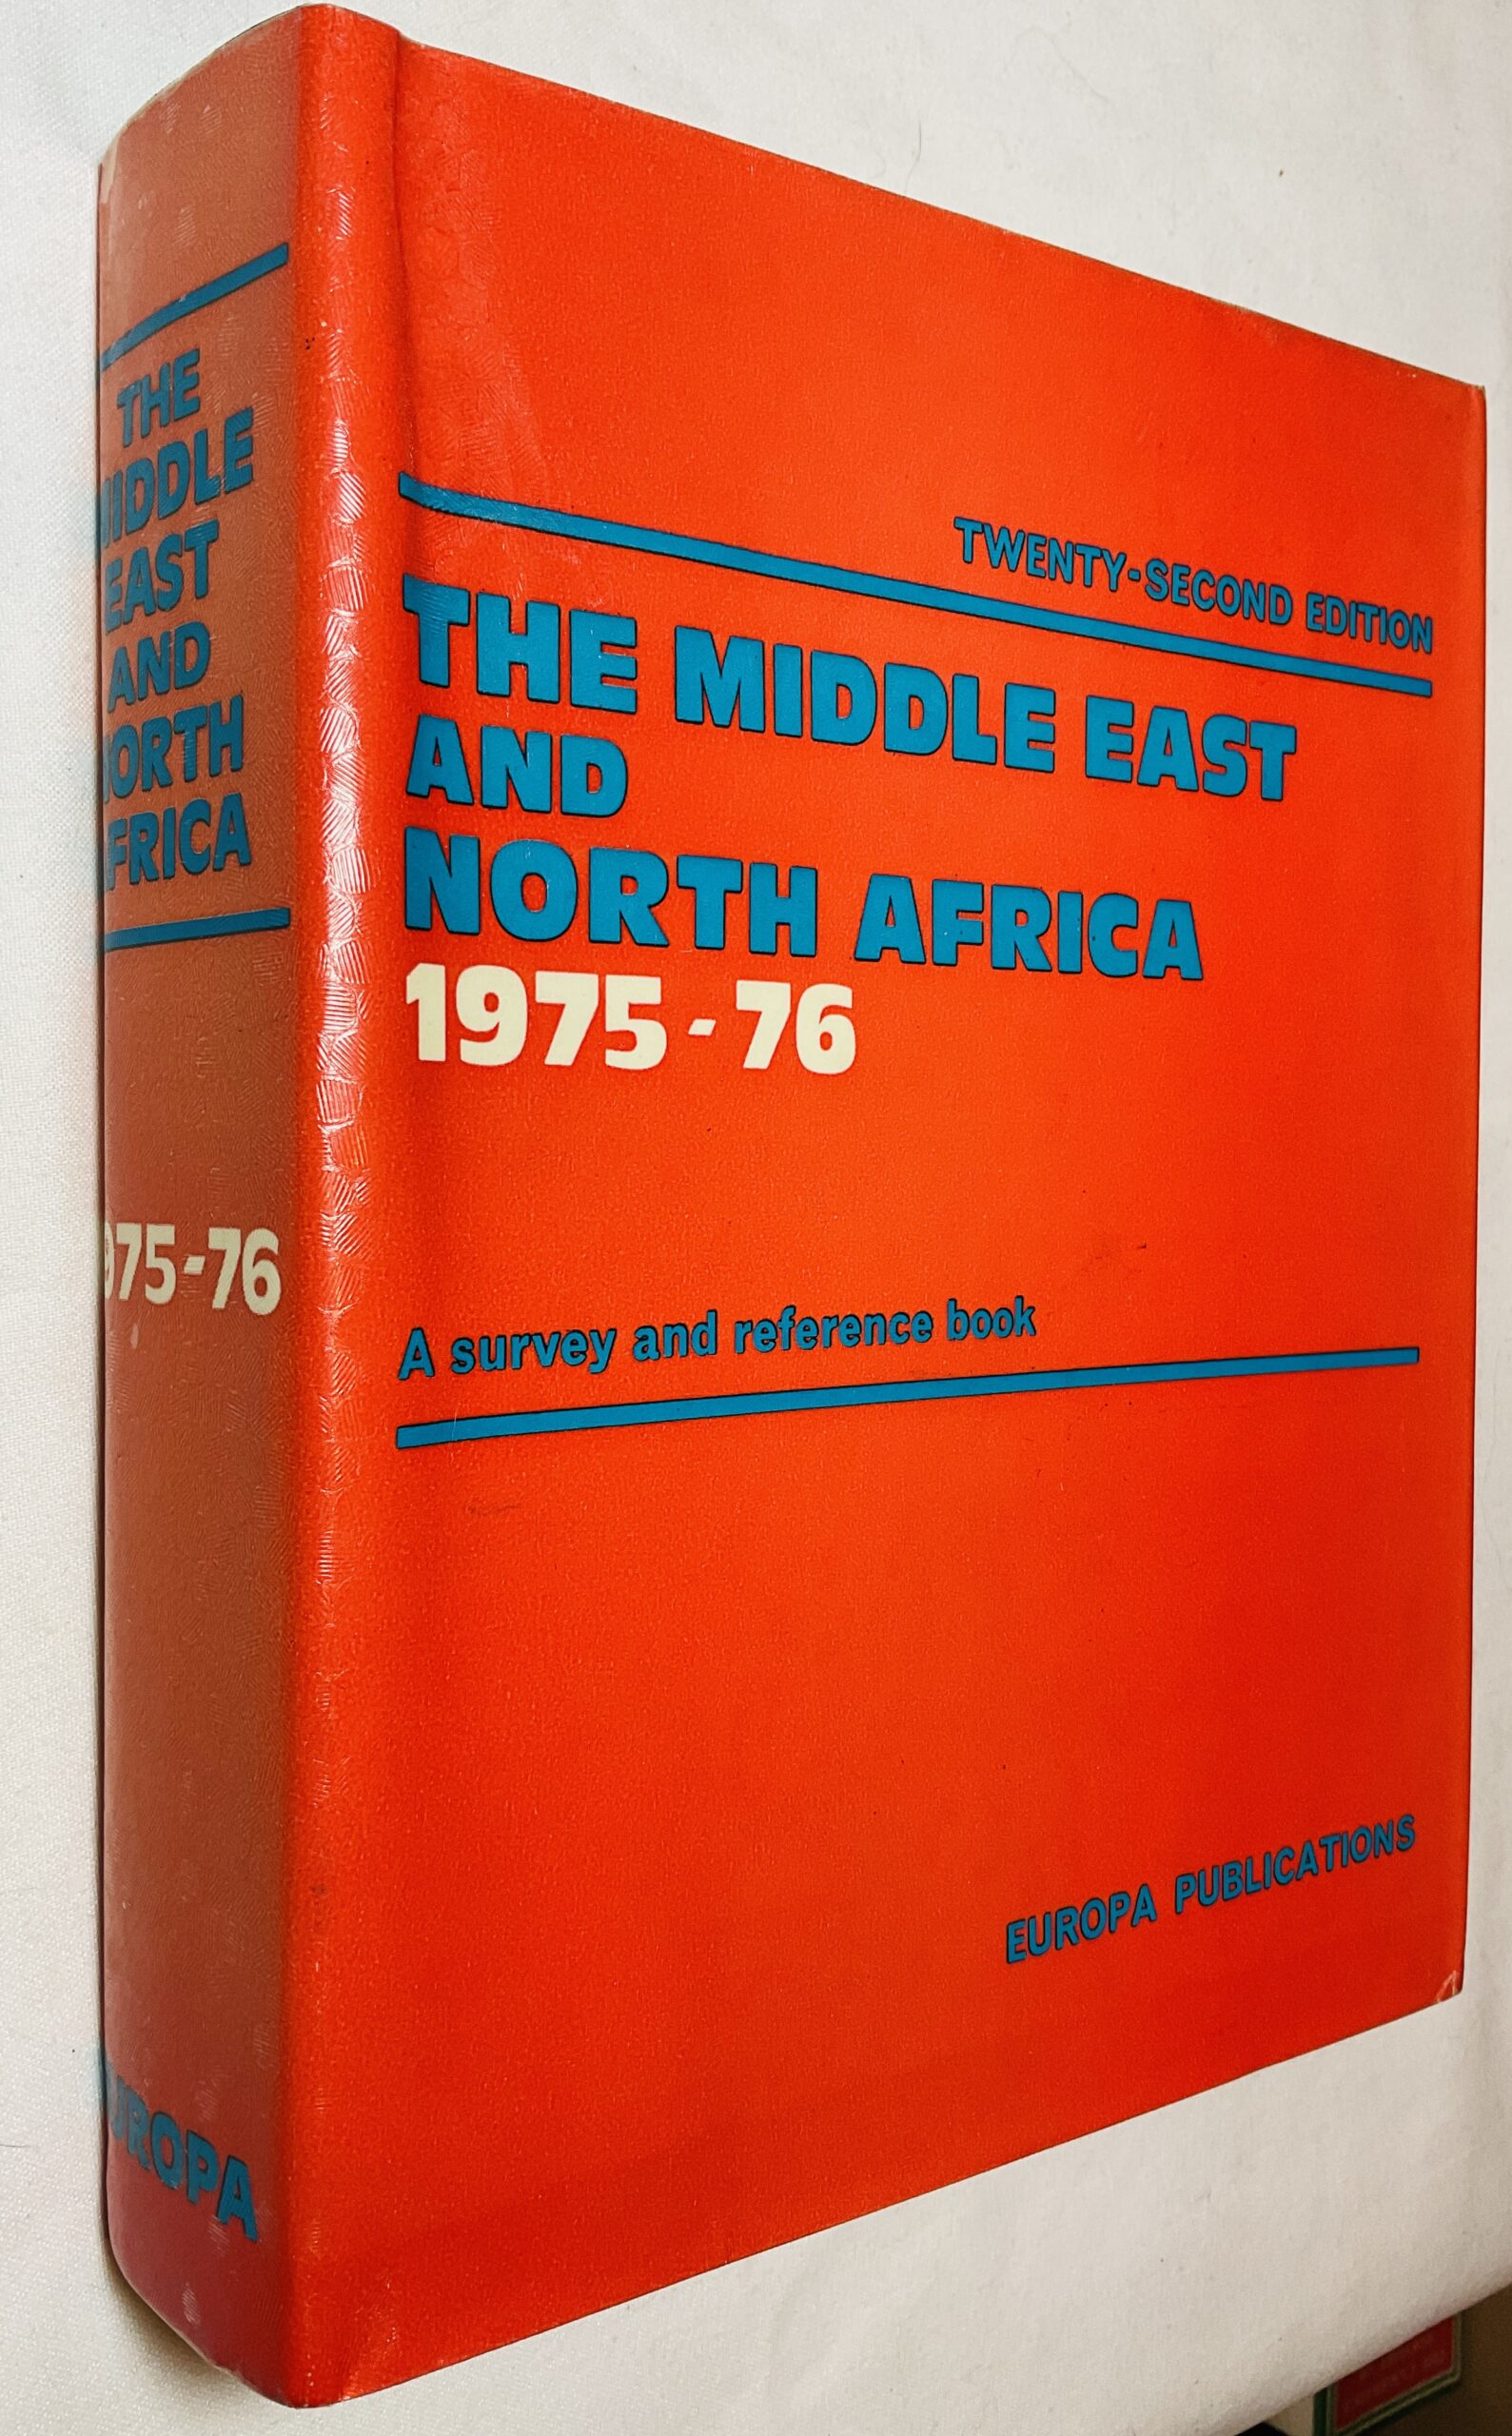 THE
MIDDLE
EAST
AND
NORTH
AFRICA
975-76
EUROPA
TWENTY-SECOND EDITION
THE MIDDLE EAST
AND
NORTH AFRICA
1975-76
A survey and reference book
EUROPA PUBLICATIONS